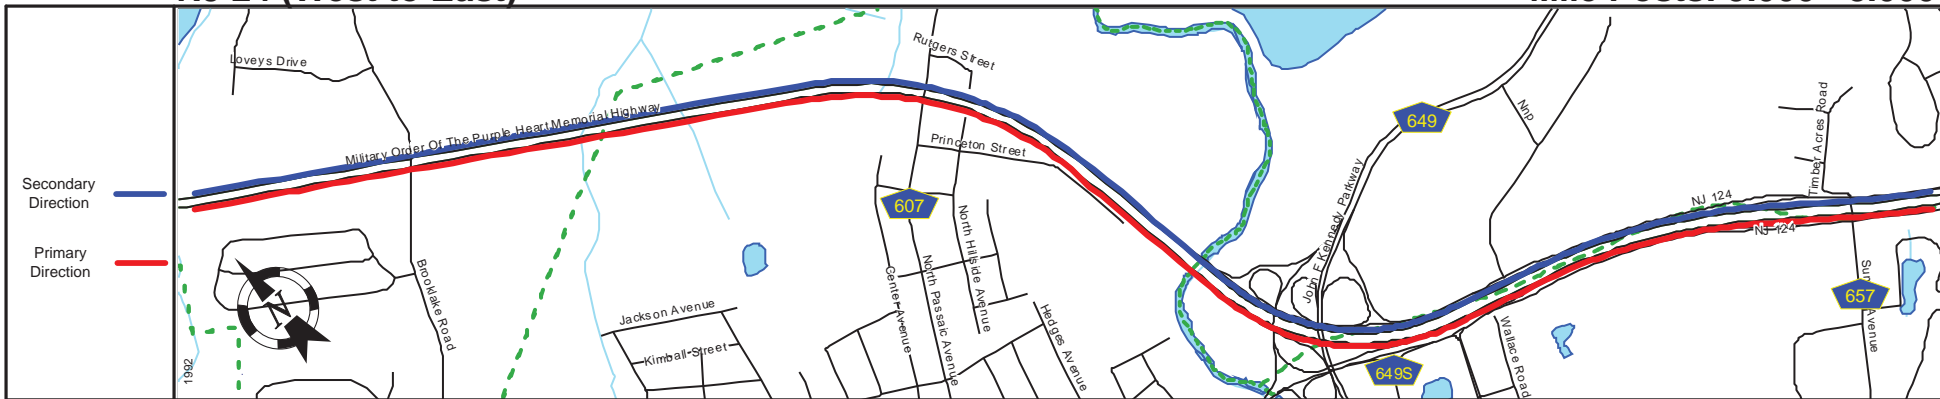 Secondary
Direction
Primary
Direction
Loveys Drive
Military Order Of The Purple Heart Memorial Highway
Rutgers Street
Princeton Street
607
649
Nnp
Timber Acres Road
NJ 124
NJ 124
John F Kennedy Parkway
657
Avenue
649S
Wallace Road
Hedges Avenue
North Hillside Avenue
North Passaic Avenue
Center Avenue
Jackson Avenue
Kimball Street
Brooklake Road
N
1992